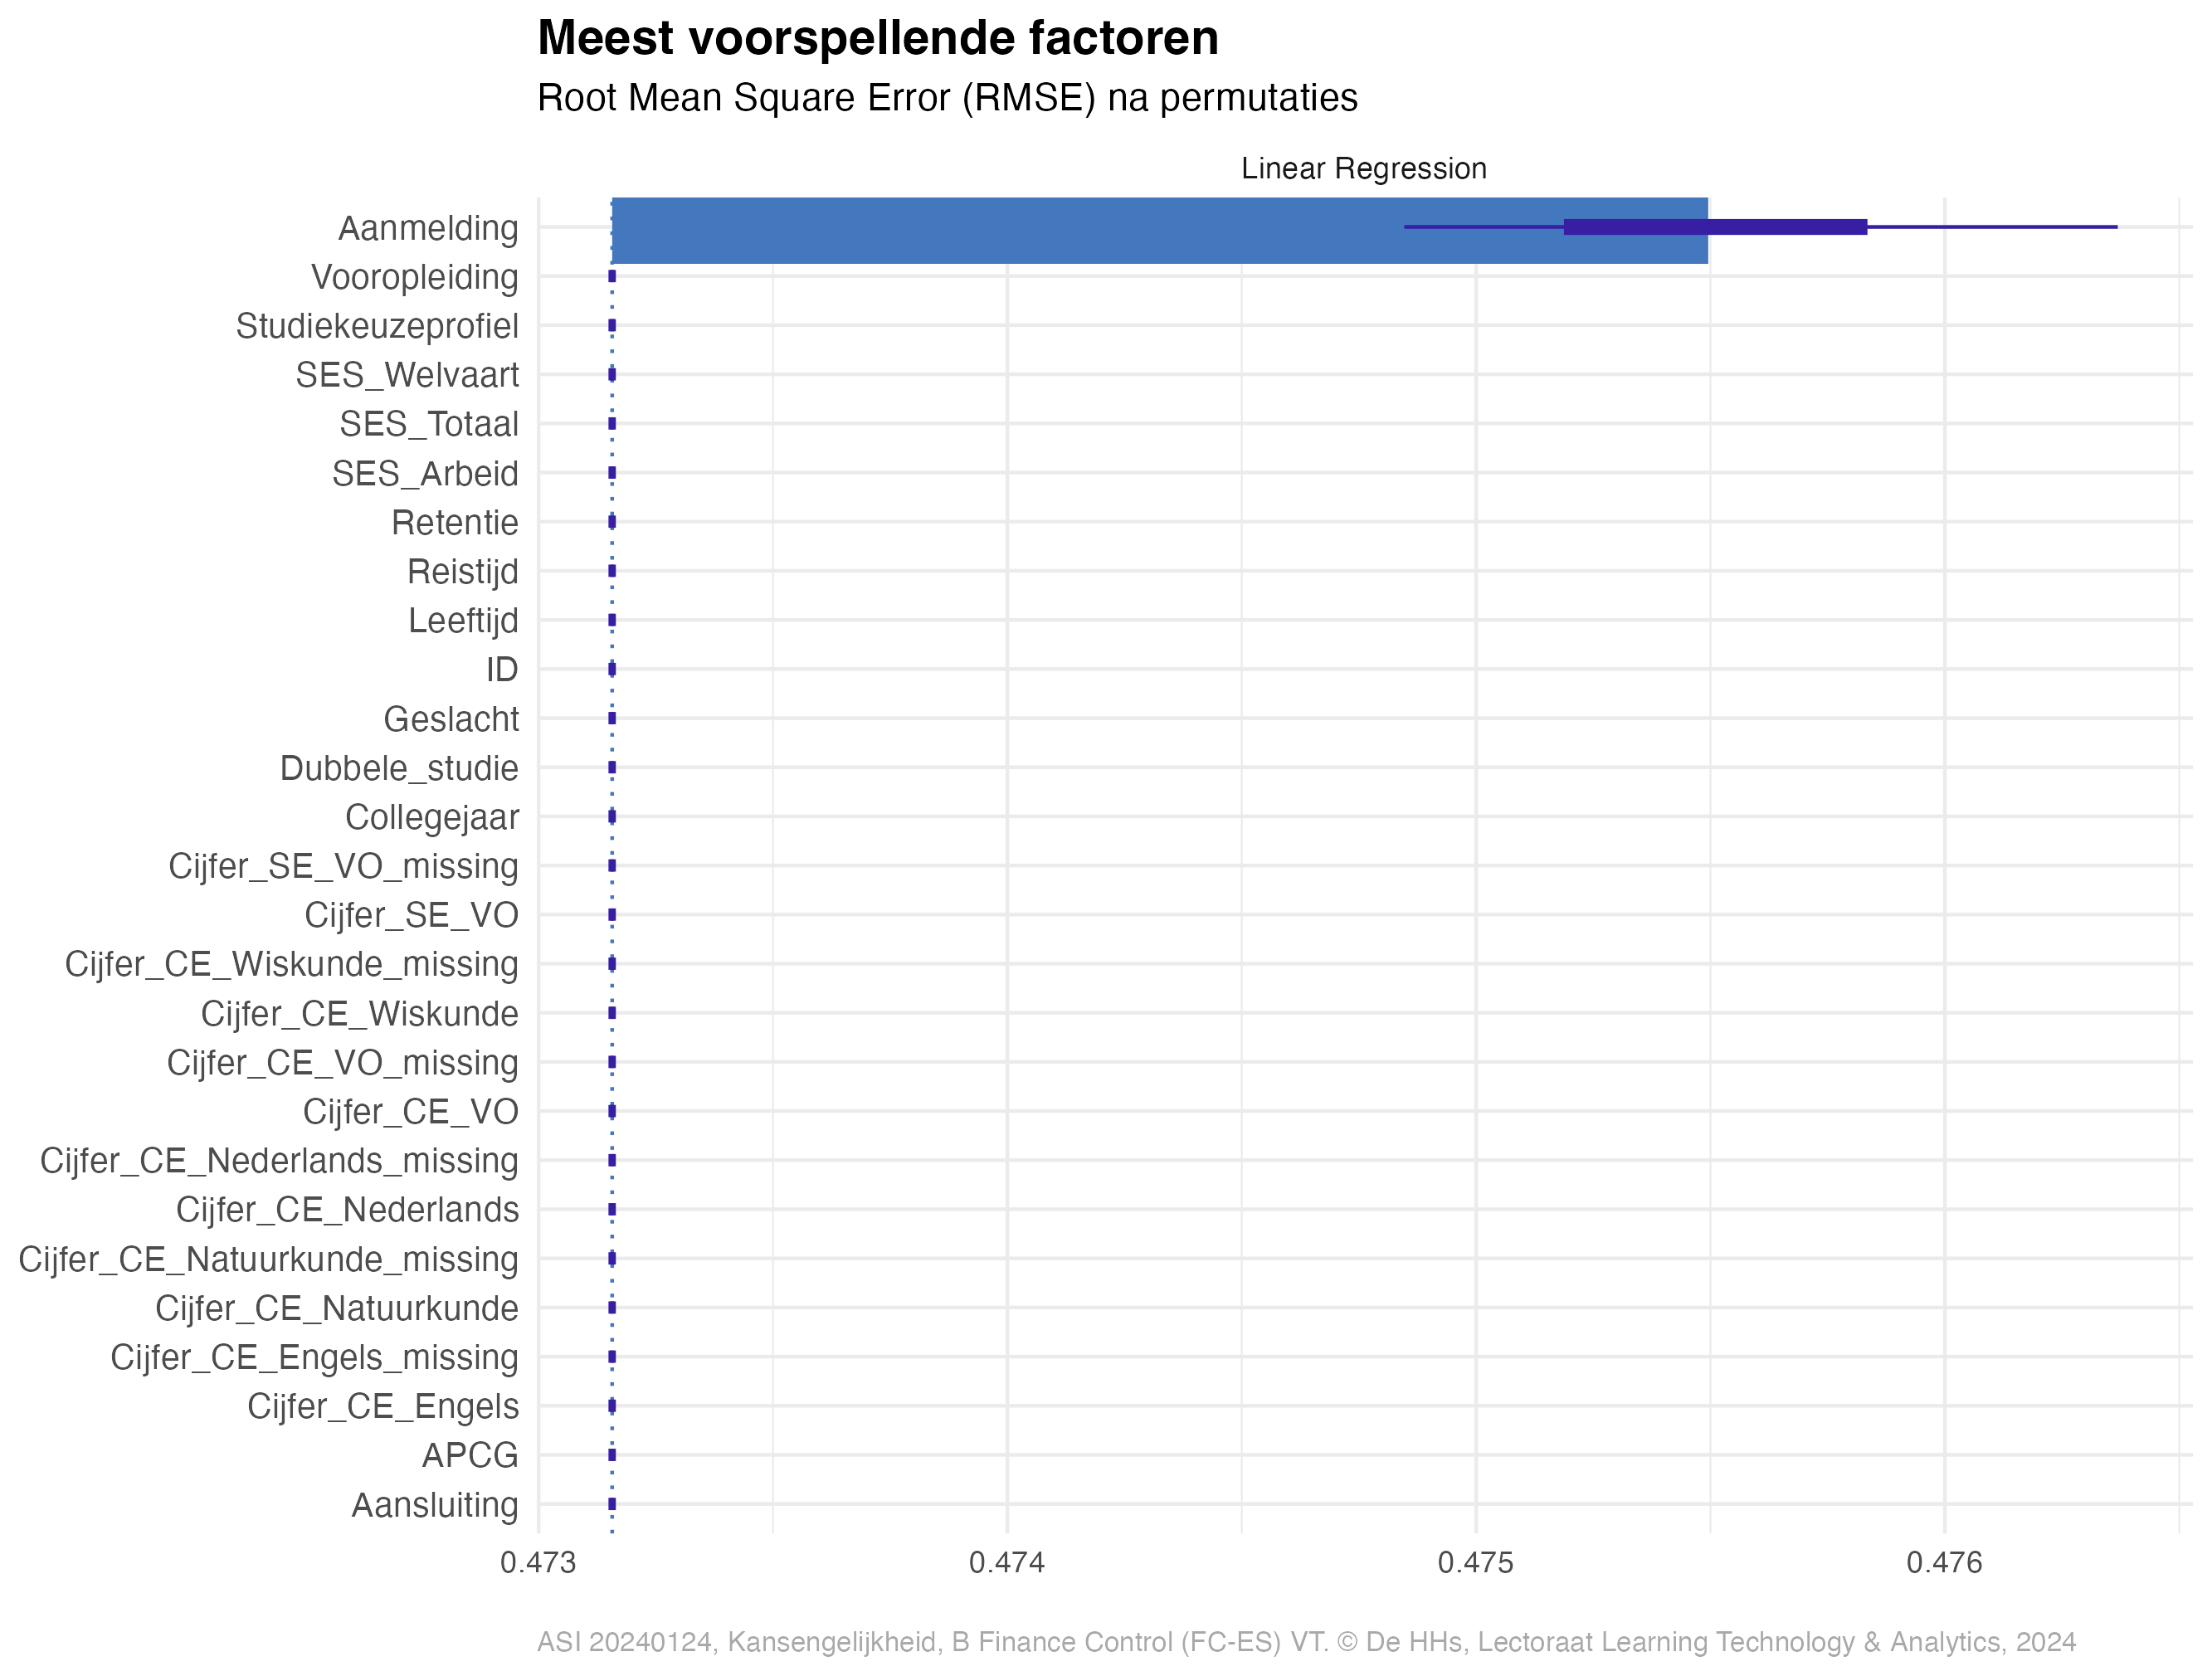 Meest voorspellende factoren
Root Mean Square Error (RMSE) na permutaties
Linear Regression
Aanmelding
Vooropleiding
Studiekeuzeprofiel
SES_Welvaart
SES_Totaal
SES_Arbeid
Retentie
Reistijd
Leeftijd
ID
Geslacht
Dubbele_studie
Collegejaar
Cijfer_SE_VO_missing
Cijfer_SE_VO
Cijfer_CE_Wiskunde_missing
Cijfer_CE_Wiskunde
Cijfer_CE_VO_missing
Cijfer_CE_VO
Cijfer_CE_Nederlands_missing
Cijfer_CE_Nederlands
Cijfer_CE_Natuurkunde_missing
Cijfer_CE_Natuurkunde
Cijfer_CE_Engels_missing
Cijfer_CE_Engels
APCG
Aansluiting
0.473 0.474 0.475 0.476
ASI 20240124, Kansengelijkheid, B Finance Control (FC-ES) VT. © De HHs, Lectoraat Learning Technology & Analytics, 2024